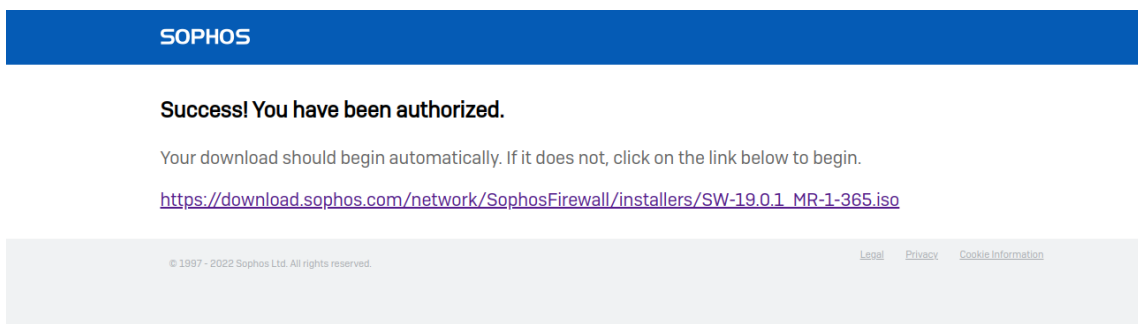 SOPHOS
Success! You have been authorized.
Your download should begin automatically. If it does not, click on the link below to begin.
https://download.sophos.com/network/SophosFirewall/installers/SW-19.0.1_MR-1-365.iso
© 1997 - 2022 Sophos Ltd. All rights reserved.
Legal Privacy Cookie Information